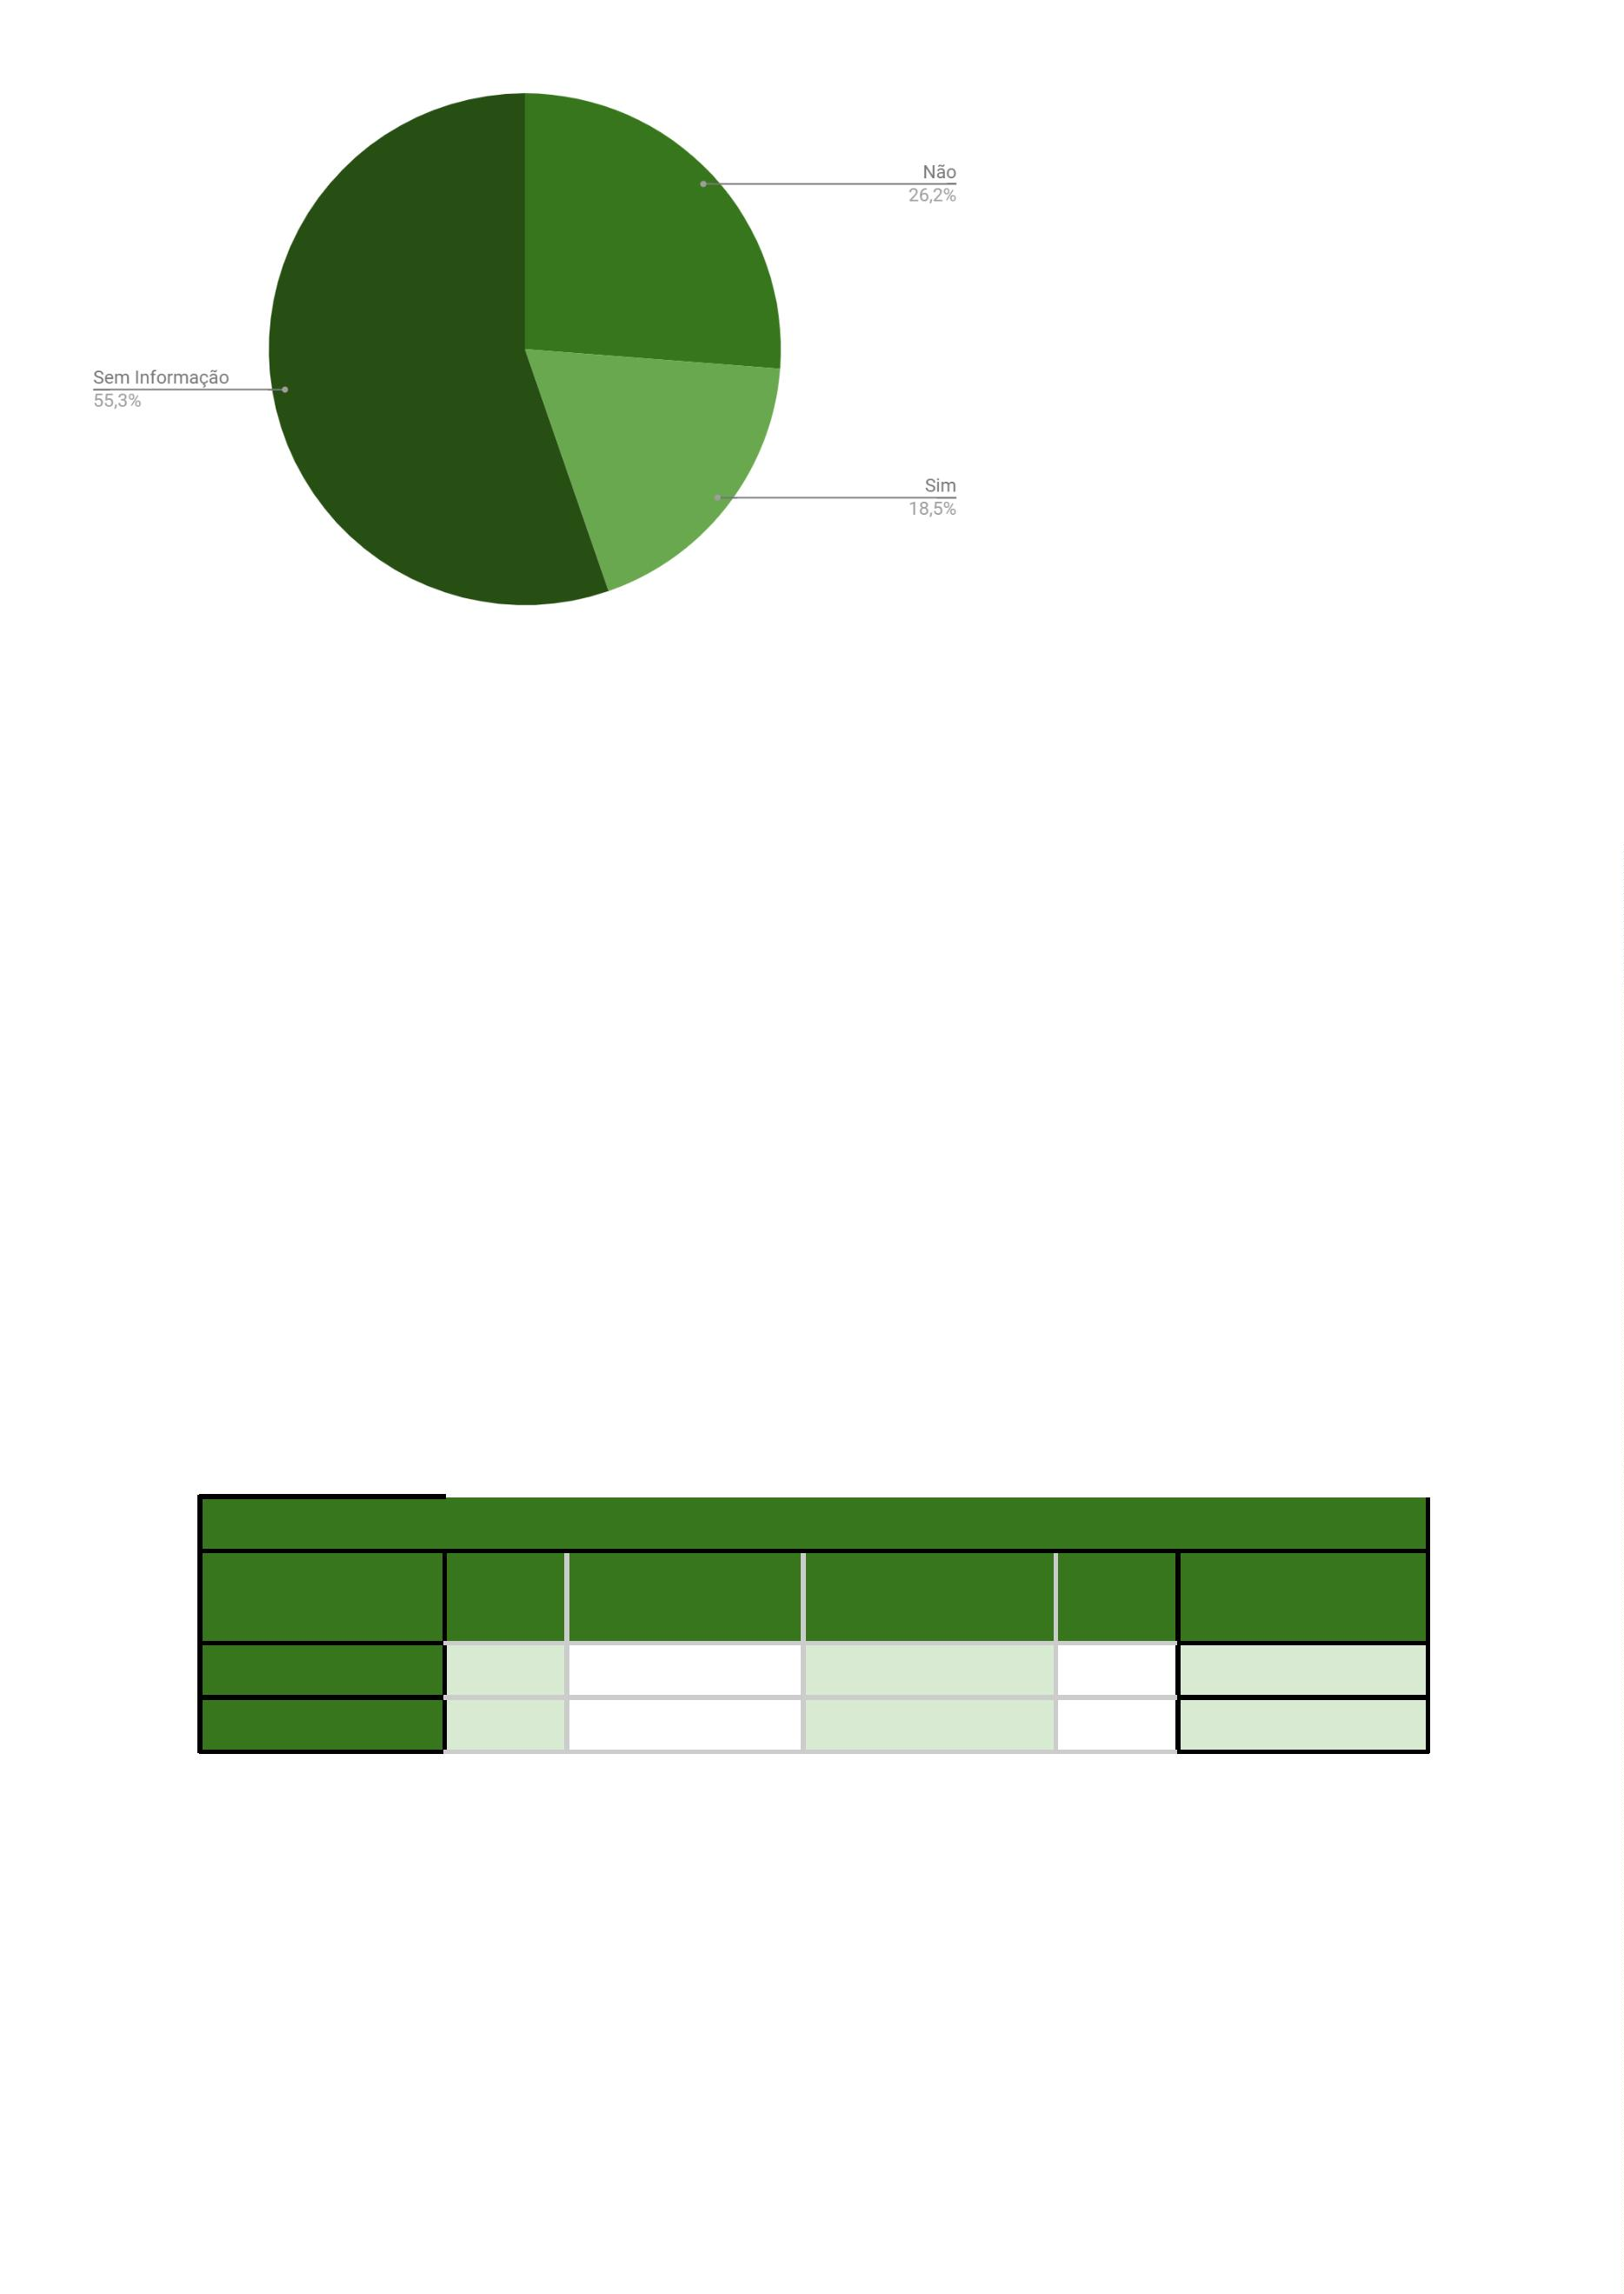 Não
26,2%
Sem Informação
55,3%
Sim
18,5%